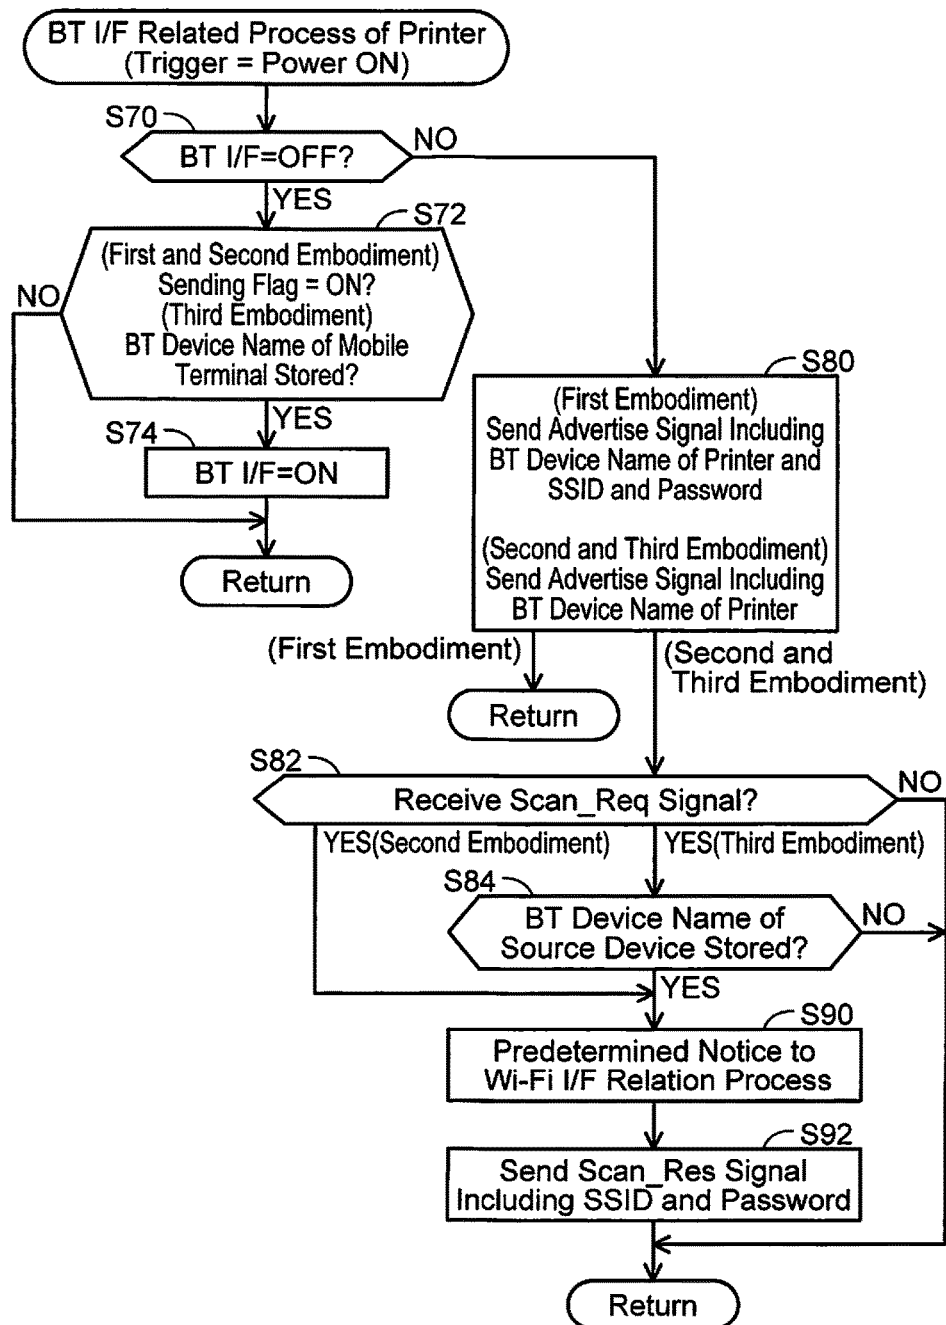 BT I/F Related Process of Printer
(Trigger = Power ON)
S70
BT I/F=OFF?
NO
YES
S72
(First and Second Embodiment)
Sending Flag = ON?
(Third Embodiment)
BT Device Name of Mobile
Terminal Stored?
NO
YES
S74
BT I/F=ON
Return
S80
(First Embodiment)
Send Advertise Signal Including
BT Device Name of Printer and
SSID and Password
(Second and Third Embodiment)
Send Advertise Signal Including
BT Device Name of Printer
(First Embodiment)
Return
(Second and
Third Embodiment)
S82
Receive Scan_Req Signal?
NO
YES(Second Embodiment)
YES(Third Embodiment)
S84
BT Device Name of
Source Device Stored?
NO
YES
S90
Predetermined Notice to
Wi-Fi I/F Relation Process
S92
Send Scan_Res Signal
Including SSID and Password
Return